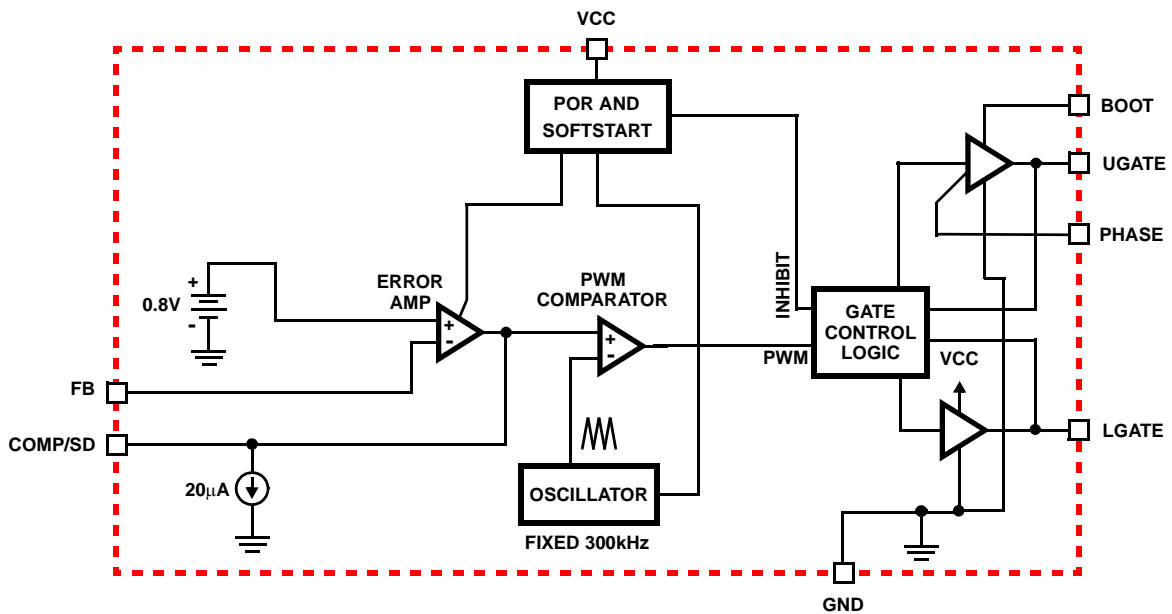 VCC
POR AND
SOFTSTART
BOOT
UGATE
PHASE
+
0.8V
-
ERROR
AMP
+
-
PWM
COMPARATOR
+
-
INHIBIT
PWM
GATE
CONTROL
LOGIC
VCC
FB
COMP/SD
20µA
OSCILLATOR
FIXED 300kHz
LGATE
GND